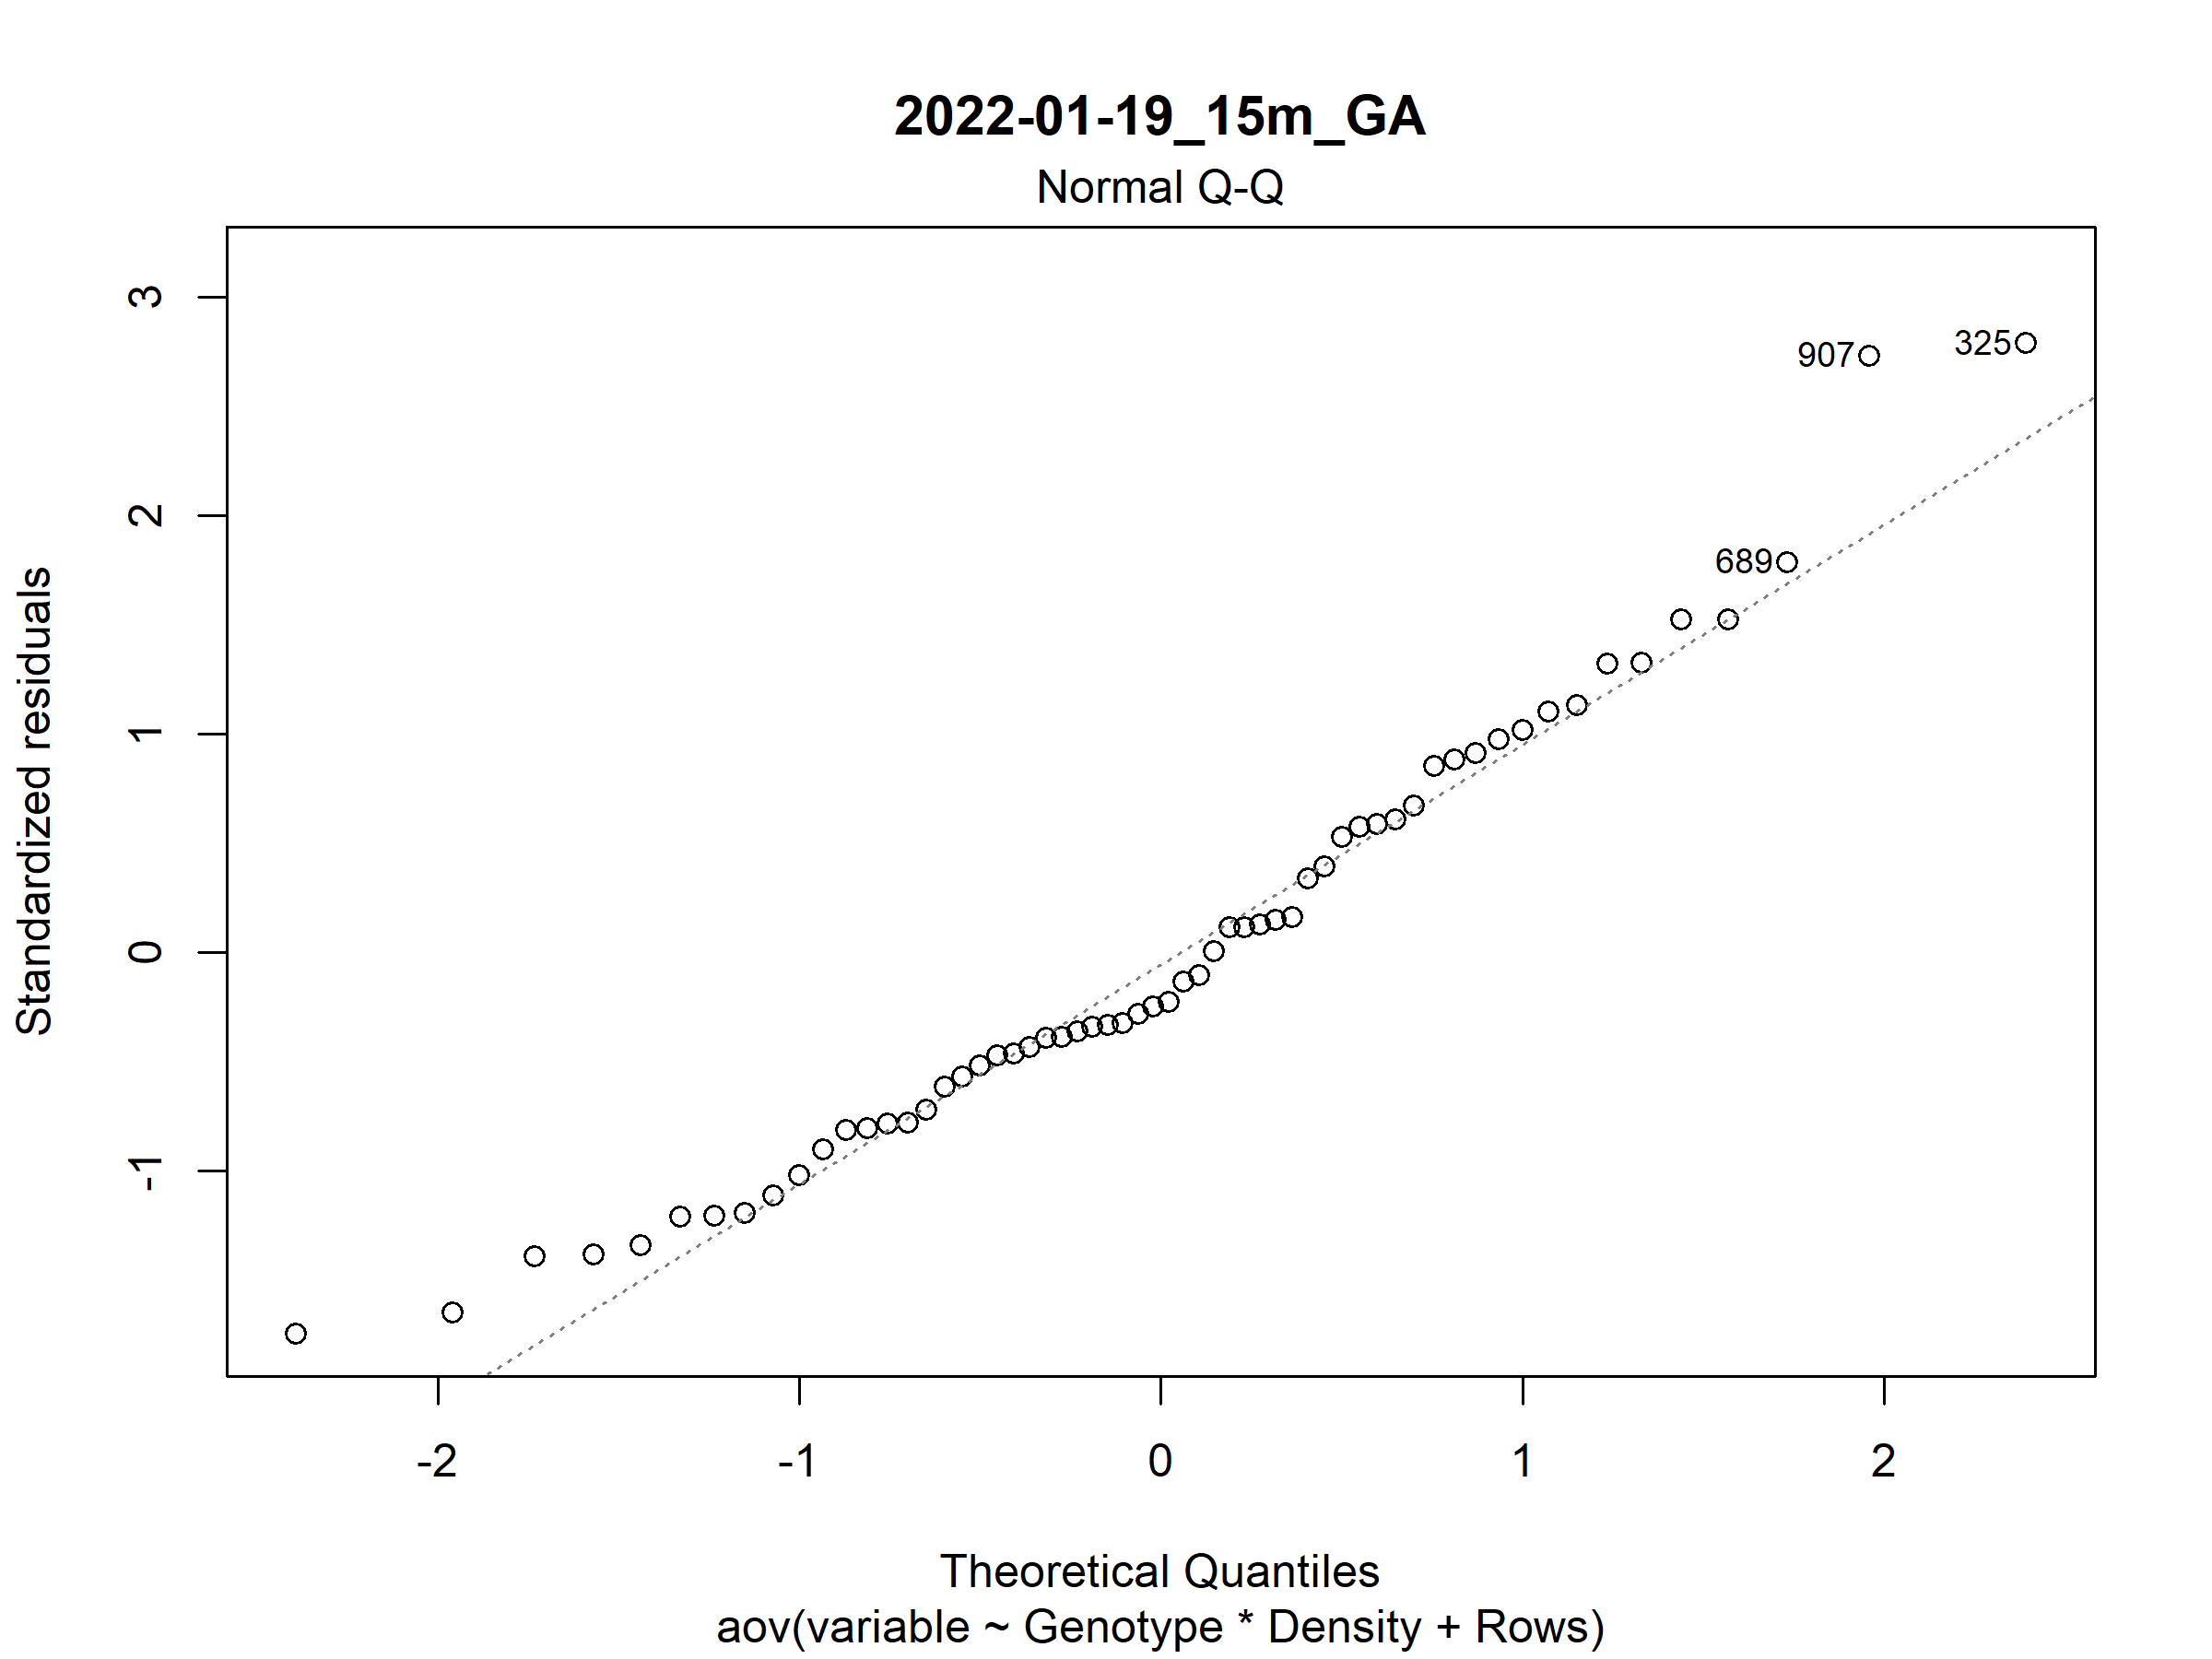 2022-01-19_15m_GA
Normal Q-Q
3
2
1
0
-1
Standardized residuals
907
325
689
-2
-1
0
1
2
Theoretical Quantiles
aov(variable ~ Genotype * Density + Rows)